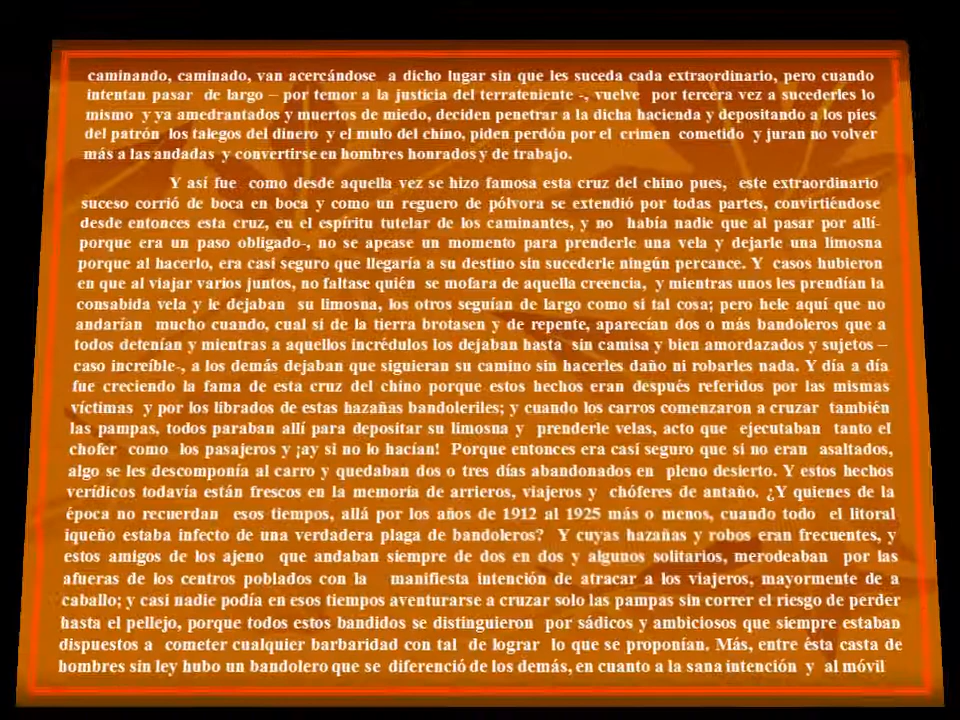 caminando, caminado, van acercándose a dicho lugar sin que les suceda cada extraordinario, pero cuando
intentan pasar de largo – por temor a la justicia del terrateniente -, vuelve por tercera vez a sucederles lo
mismo y ya amedrantados y muertos de miedo, deciden penetrar a la dicha hacienda y depositando a los pies
del patrón los talegos del dinero y el mulo del chino, piden perdón por el crimen cometido y juran no volver
más a las andadas y convertirse en hombres honrados y de trabajo.
Y así fue como desde aquella vez se hizo famosa esta cruz del chino pues, este extraordinario
suceso corrió de boca en boca y como un reguero de pólvora se extendió por todas partes, convirtiéndose
desde entonces esta cruz, en el espíritu tutelar de los caminantes, y no había nadie que al pasar por allí-
porque era un paso obligado-, no se apease un momento para prenderle una vela y dejarle una limosna
porque al hacerlo, era casi seguro que llegaría a su destino sin sucederle ningún percance. Y casos hubieron
en que al viajar varios juntos, no faltase quién se mofara de aquella creencia, y mientras unos les prendían la
consabida vela y le dejaban su limosna, los otros seguían de largo como si tal cosa; pero hele aquí que no
andarían mucho cuando, cual si de la tierra brotasen y de repente, aparecían dos o más bandoleros que a
todos detenían y mientras a aquellos incrédulos los dejaban hasta sin camisa y bien amordazados y sujetos –
caso increíble-, a los demás dejaban que siguieran su camino sin hacerles daño ni robarles nada. Y día a día
fue creciendo la fama de esta cruz del chino porque estos hechos eran después referidos por las mismas
víctimas y por los librados de estas hazañas bandoleriles; y cuando los carros comenzaron a cruzar también
las pampas, todos paraban allí para depositar su limosna y prenderle velas, acto que ejecutaban tanto el
chofer como los pasajeros y ¡ay si no lo hacían! Porque entonces era casi seguro que si no eran asaltados,
algo se les descomponía al carro y quedaban dos o tres días abandonados en pleno desierto. Y estos hechos
verídicos todavía están frescos en la memoria de arrieros, viajeros y chóferes de antaño. ¿Y quienes de la
época no recuerdan esos tiempos, allá por los años de 1912 al 1925 más o menos, cuando todo el litoral
iqueño estaba infecto de una verdadera plaga de bandoleros? Y cuyas hazañas y robos eran frecuentes, y
estos amigos de los ajeno que andaban siempre de dos en dos y algunos solitarios, merodeaban por las
afueras de los centros poblados con la manifiesta intención de atracar a los viajeros, mayormente de a
caballo; y casi nadie podía en esos tiempos aventurarse a cruzar solo las pampas sin correr el riesgo de perder
hasta el pellejo, porque todos estos bandidos se distinguieron por sádicos y ambiciosos que siempre estaban
dispuestos a cometer cualquier barbaridad con tal de lograr lo que se proponían. Más, entre ésta casta de
hombres sin ley hubo un bandolero que se diferenció de los demás, en cuanto a la sana intención y al móvil